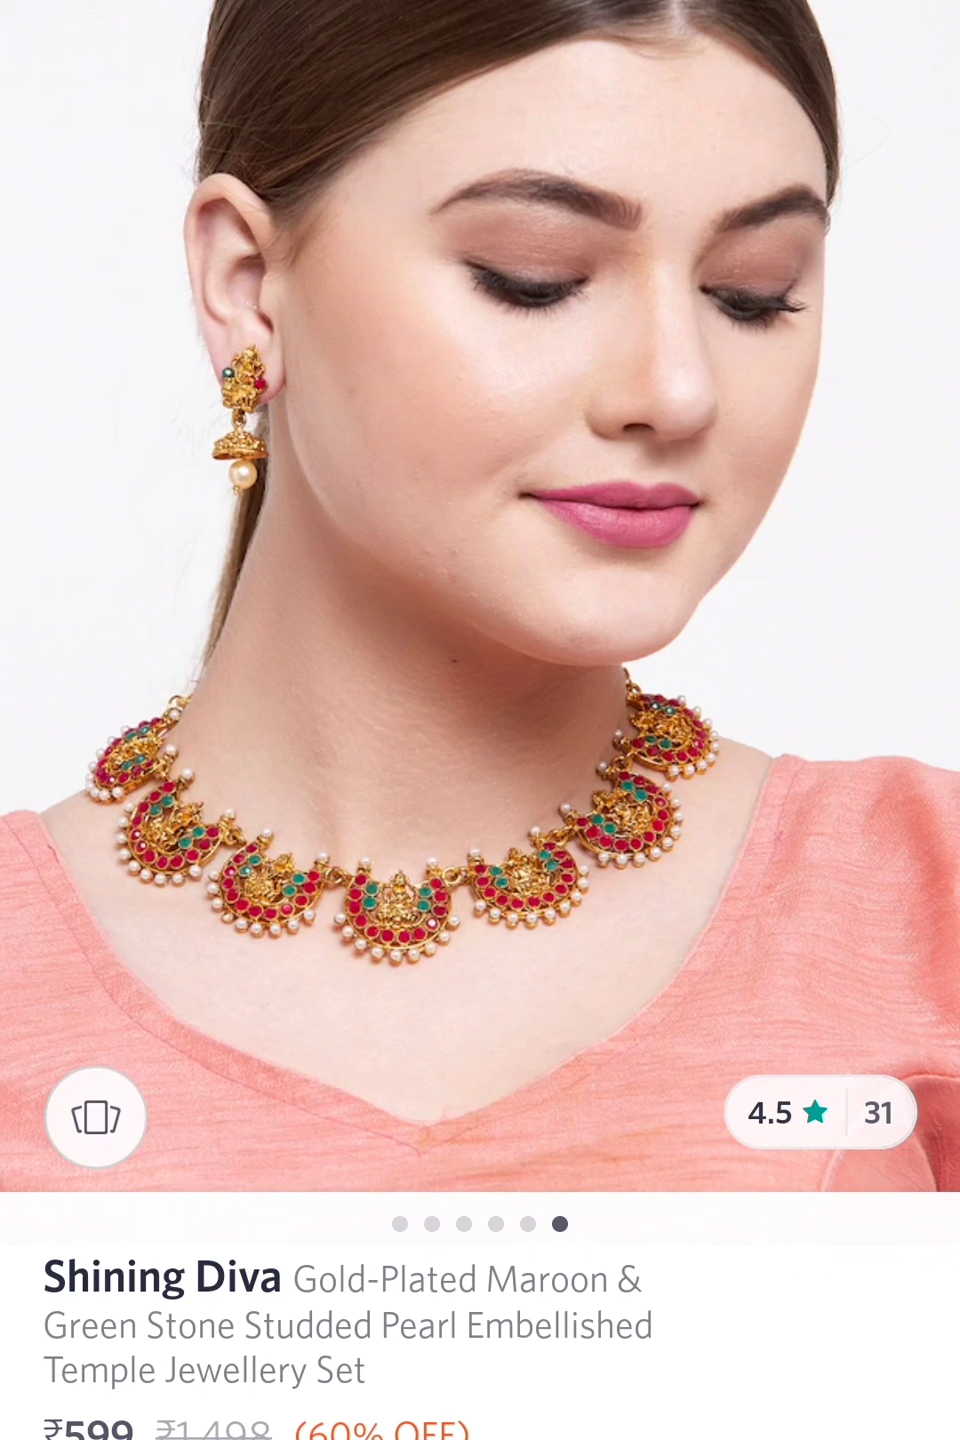 4.5 ★ 31
Shining Diva Gold-Plated Maroon &
Green Stone Studded Pearl Embellished
Temple Jewellery Set
₹599 ₹1,498 (60% OFF)